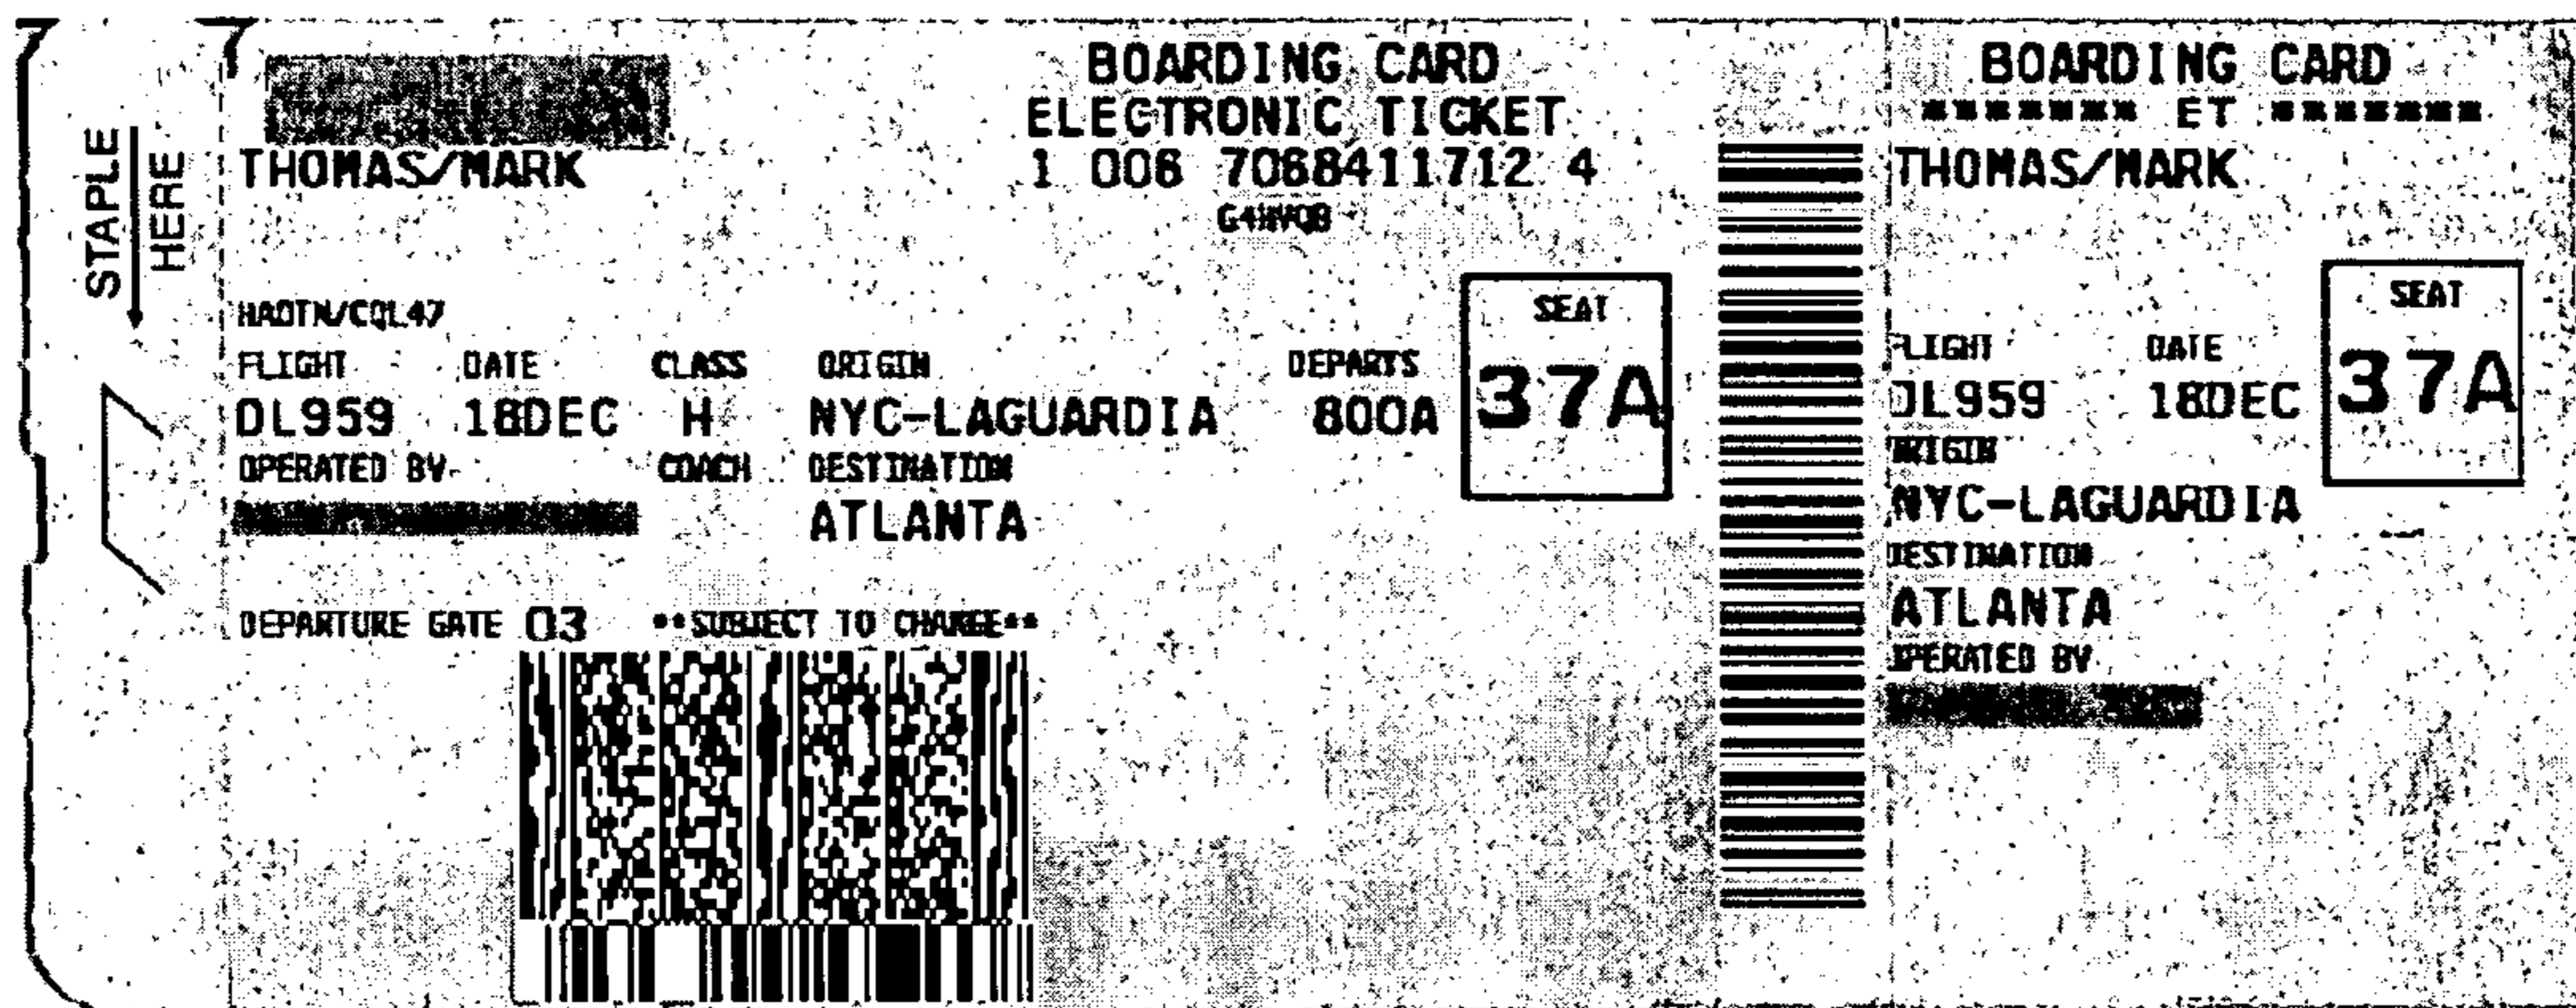 STAPLE
HERE
BOARDING CARD
ELECTRONIC TICKET
THOMAS/MARK
1 006 7068411712 4
HAOTN/CQL47
FLIGHT DATE CLASS ORIGIN DEPARTS
DL959 18DEC H NYC-LAGUARDIA 800A
OPERATED BY COACH DESTINATION
ATLANTA
SEAT
37A
DEPARTURE GATE 03 **SUBJECT TO CHANGE**
BOARDING CARD
******* ET *******
THOMAS/MARK
SEAT
37A
FLIGHT DATE
DL959 18DEC
ORIGIN
NYC-LAGUARDIA
DESTINATION
ATLANTA
OPERATED BY